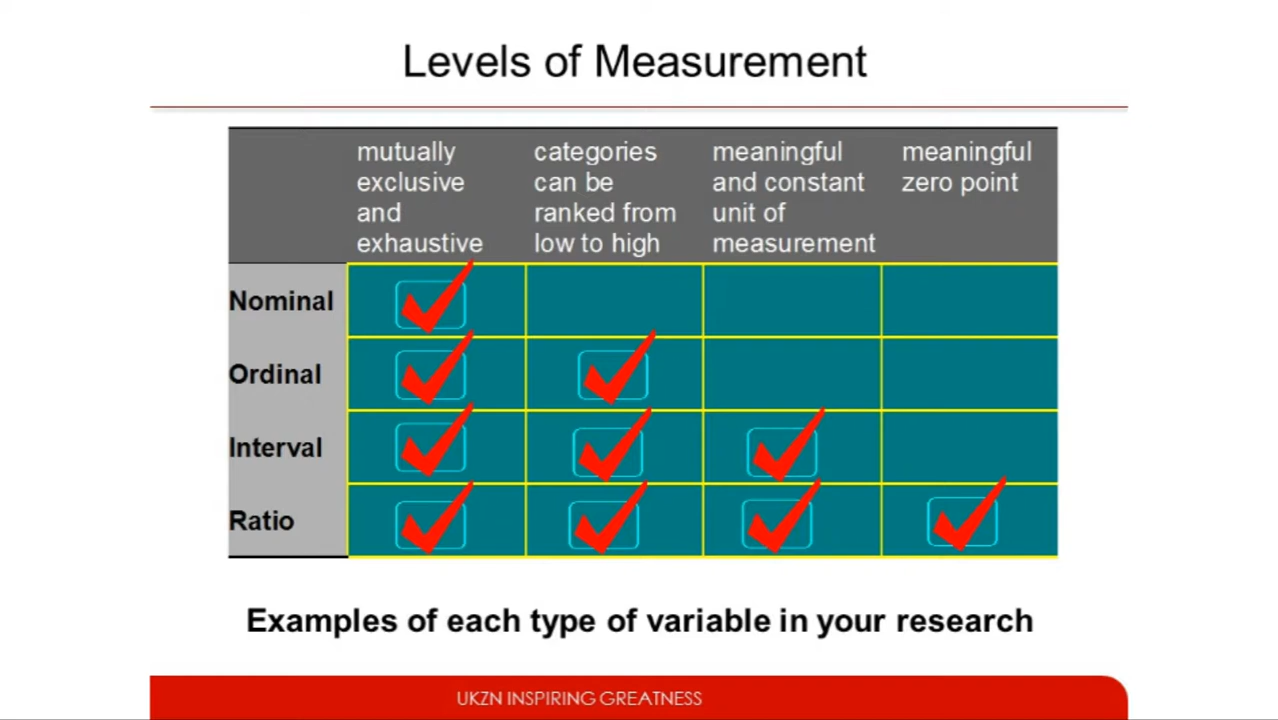 Levels of Measurement
mutually exclusive and exhaustive
categories can be ranked from low to high
meaningful and constant unit of measurement
meaningful zero point
Nominal
Ordinal
Interval
Ratio
Examples of each type of variable in your research
UKZN INSPIRING GREATNESS